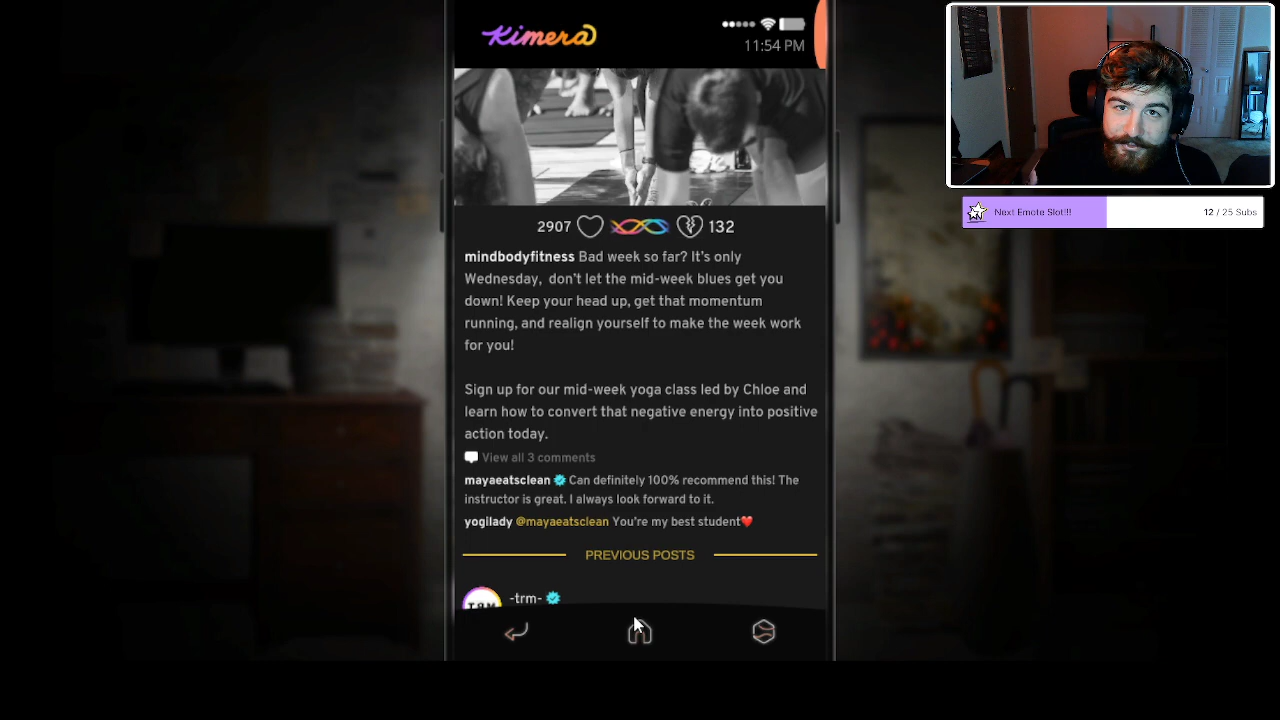 Kimera
11:54 PM
Next Emote Slot!!!
12 / 25 Subs
2907
132
mindbodyfitness Bad week so far? It's only
Wednesday, don't let the mid-week blues get you
down! Keep your head up, get that momentum
running, and realign yourself to make the week work
for you!
Sign up for our mid-week yoga class led by Chloe and
learn how to convert that negative energy into positive
action today.
View all 3 comments
mayaeatsclean Can definitely 100% recommend this! The
instructor is great. I always look forward to it.
yogilady @mayaeatsclean You're my best student❤️
PREVIOUS POSTS
-trm-
TRM